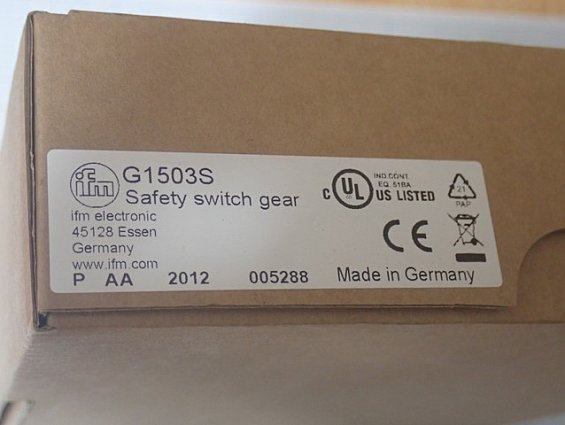 ifm
G1503S
Safety switch gear
ifm electronic
45128 Essen
Germany
www.ifm.com
P AA 2012 005288 Made in Germany
IND.CONT.
EQ. 51BA
C UL US LISTED
21
PAP
CE